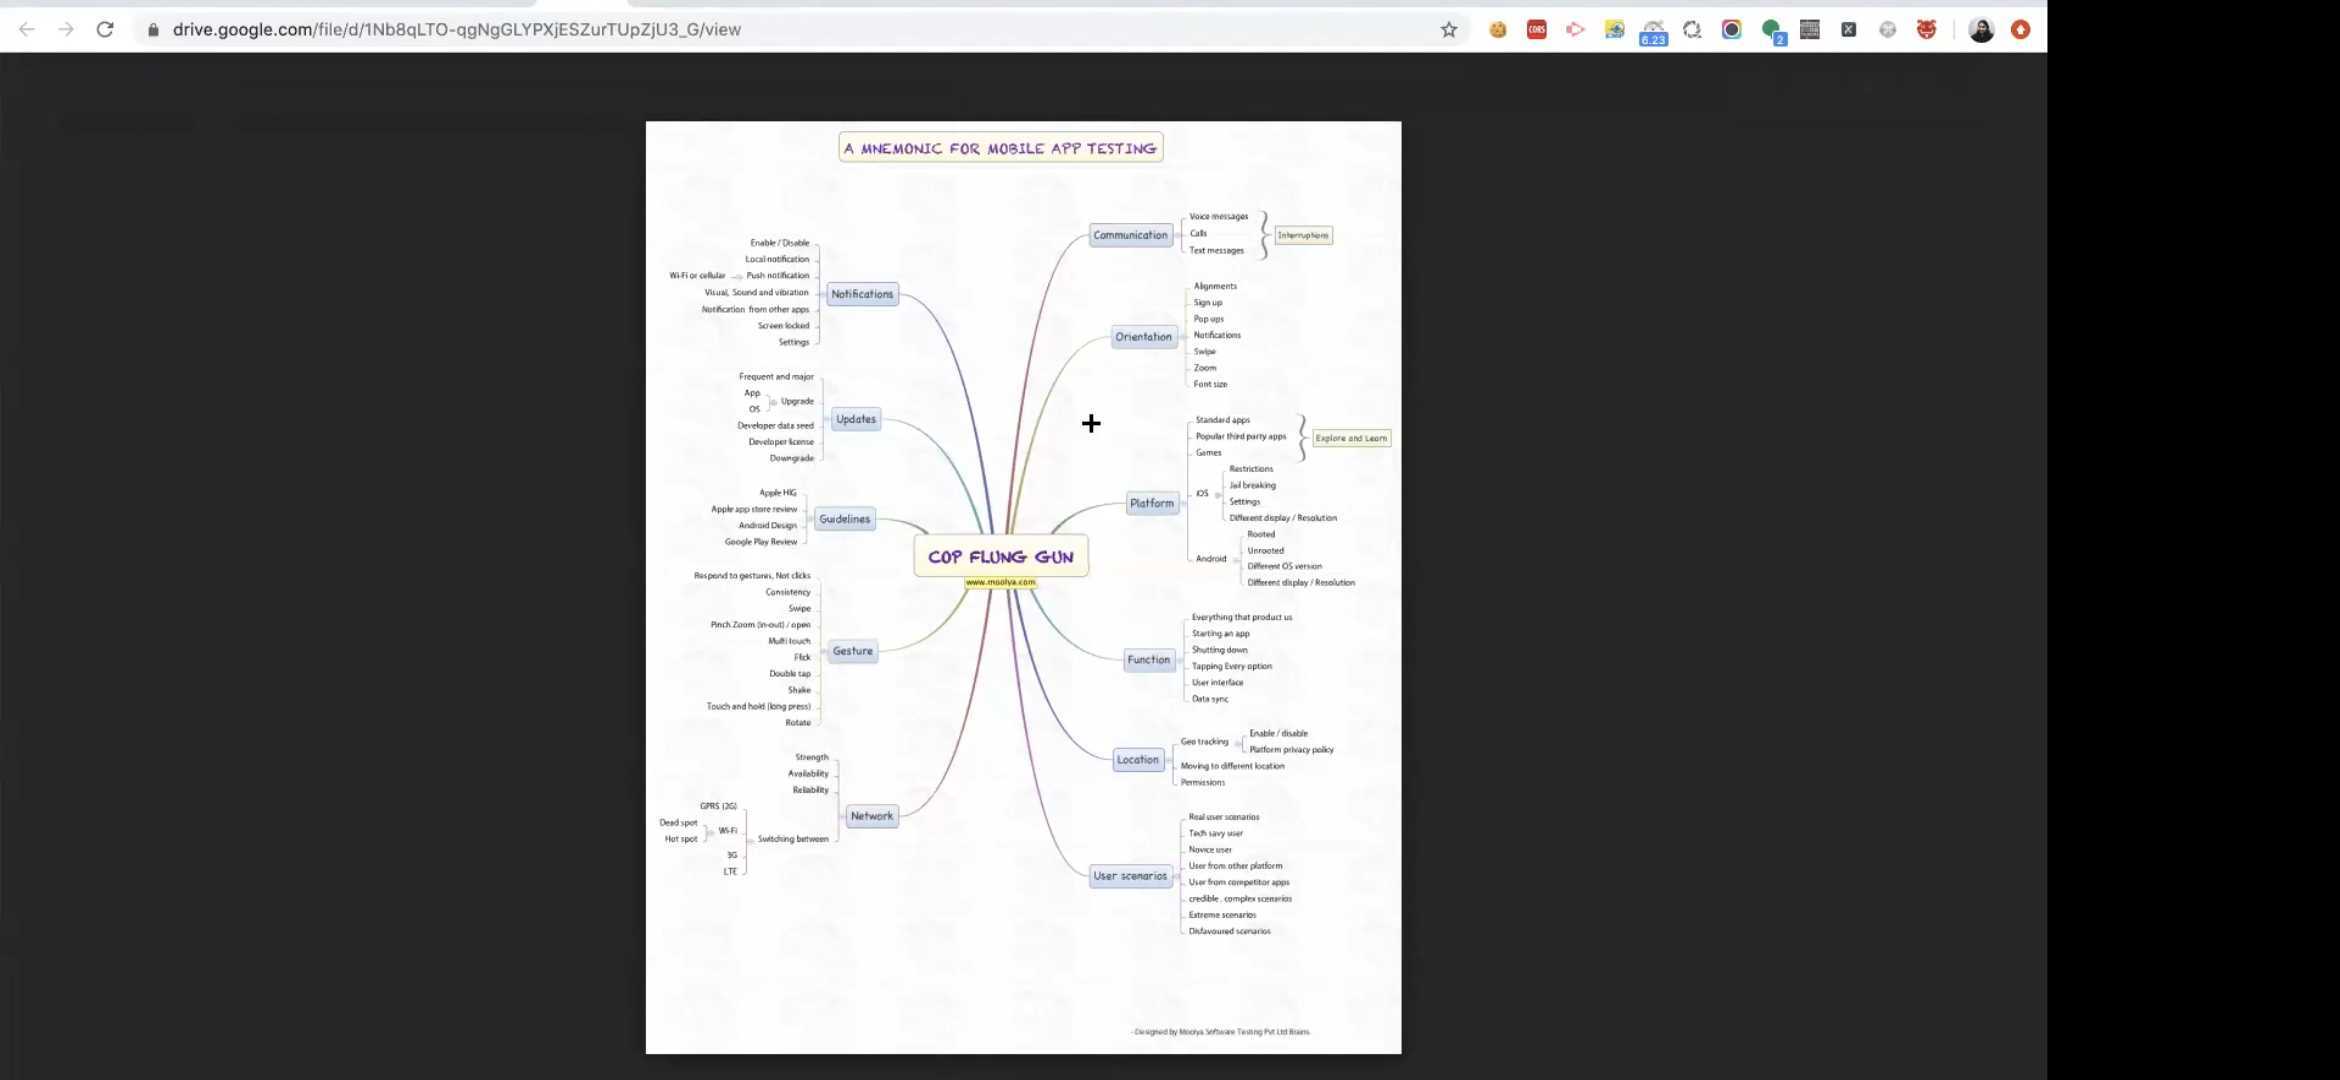 drive.google.com/file/d/1Nb8qLTO-qgNgGLYPXjESZurTUpZjU3_G/view
CORS
6.23
2
A MNEMONIC FOR MOBILE APP TESTING
Communication
Voice messages
Calls
Text messages
Interruptions
Orientation
Alignments
Sign up
Pop ups
Notifications
Swipe
Zoom
Font size
Platform
Standard apps
Popular third party apps
Games
Explore and Learn
iOS
Restrictions
Jail breaking
Settings
Different display / Resolution
Android
Rooted
Unrooted
Different OS version
Different display / Resolution
Function
Everything that product us
Starting an app
Shutting down
Tapping Every option
User interface
Data sync
Location
Geo tracking
Enable / disable
Platform privacy policy
Moving to different location
Permissions
User scenarios
Real user scenarios
Tech savy user
Novice user
User from other platform
User from competitor apps
credible . complex scenarios
Extreme scenarios
Disfavoured scenarios
Notifications
Enable / Disable
Local notification
Push notification
Wi-Fi or cellular
Visual, Sound and vibration
Notification from other apps
Screen locked
Settings
Updates
Frequent and major
Upgrade
App
OS
Developer data seed
Developer license
Downgrade
Guidelines
Apple HIG
Apple app store review
Android Design
Google Play Review
COP FLUNG GUN
www.moolya.com
Gesture
Respond to gestures, Not clicks
Consistency
Swipe
Pinch Zoom (in-out) / open
Multi touch
Flick
Double tap
Shake
Touch and hold (long press)
Rotate
Network
Strength
Availability
Reliability
Switching between
GPRS (2G)
Wi-Fi
Dead spot
Hot spot
3G
LTE
- Designed by Moolya Software Testing Pvt Ltd Brains.